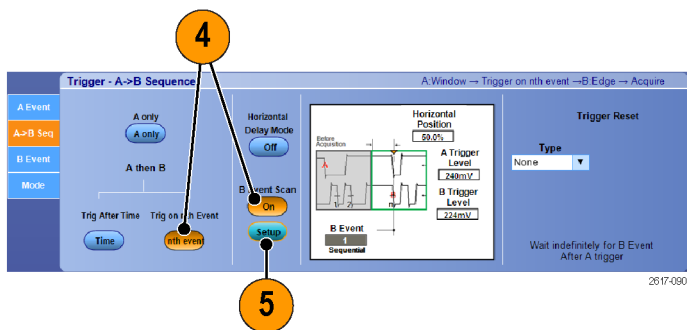 4
Trigger - A->B Sequence
A:Window → Trigger on nth event →B:Edge → Acquire
A Event
A->B Seq
B Event
Mode
A only
A only
A then B
Trig After Time
Trig on nth Event
Time
nth event
Horizontal
Delay Mode
Off
B Event Scan
On
Setup
Before
Acquisition
A
1
2
B
n
Horizontal
Position
50.0%
A Trigger
Level
240mV
B Trigger
Level
224mV
B Event
1
Sequential
Trigger Reset
Type
None
Wait indefinitely for B Event
After A trigger
2617-090
5